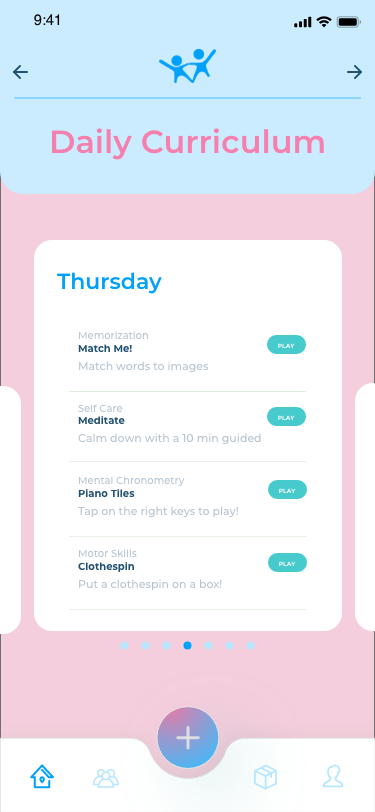 9:41
Daily Curriculum
Thursday
Memorization
Match Me!
PLAY
Match words to images
Self Care
Meditate
PLAY
Calm down with a 10 min guided
Mental Chronometry
Piano Tiles
PLAY
Tap on the right keys to play!
Motor Skills
Clothespin
PLAY
Put a clothespin on a box!